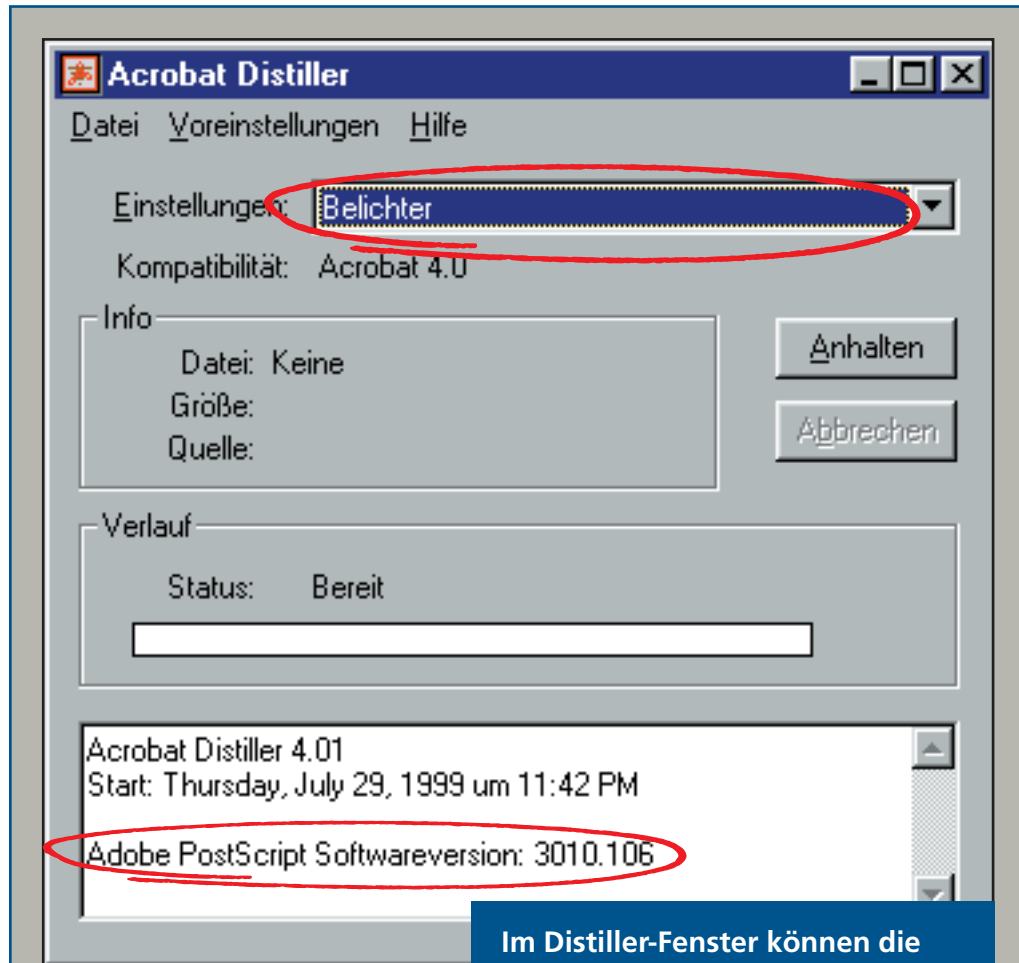 Acrobat Distiller
Datei Voreinstellungen Hilfe
Einstellungen: Belichter
Kompatibilität: Acrobat 4.0
Info
Datei: Keine
Größe:
Quelle:
Anhalten
Abbrechen
Verlauf
Status: Bereit
Acrobat Distiller 4.01
Start: Thursday, July 29, 1999 um 11:42 PM
Adobe PostScript Softwareversion: 3010.106
Im Distiller-Fenster können die